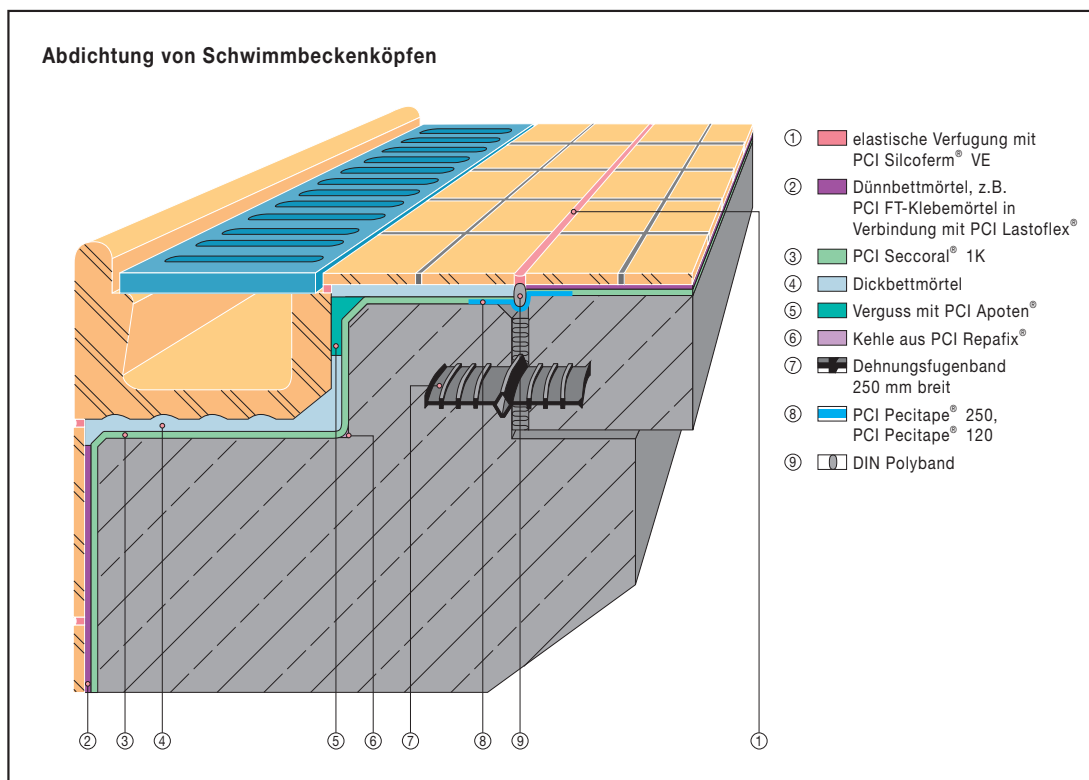 Abdichtung von Schwimmbeckenköpfen
① elastische Verfugung mit
PCI Silcoferm® VE
② Dünnbettmörtel, z.B.
PCI FT-Klebemörtel in
Verbindung mit PCI Lastoflex®
③ PCI Seccoral® 1K
④ Dickbettmörtel
⑤ Verguss mit PCI Apoten®
⑥ Kehle aus PCI Repafix®
⑦ Dehnungsfugenband
250 mm breit
⑧ PCI Pecitape® 250,
PCI Pecitape® 120
⑨ DIN Polyband
② ③ ④ ⑤ ⑥ ⑦ ⑧ ⑨ ①